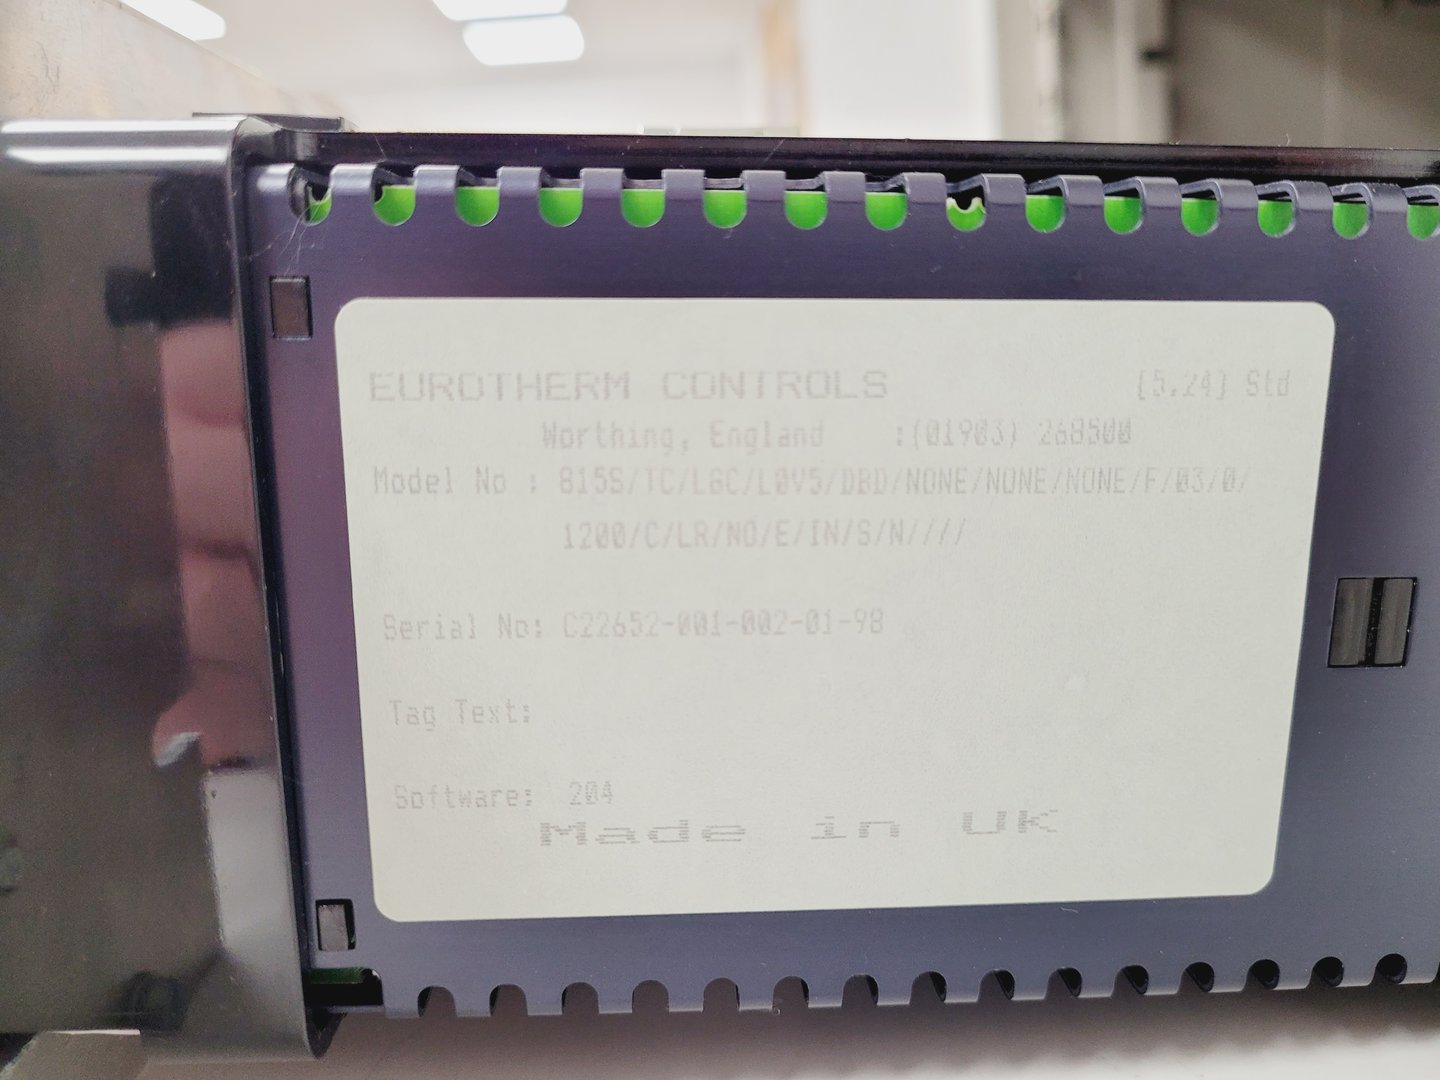 EUROTHERM CONTROLS [5.24] Std
Worthing, England :(01903) 268500
Model No : 815S/TC/LGC/L0V5/DBD/NONE/NONE/NONE/F/03/0/
1200/C/LR/NO/E/IN/S/N////
Serial No: C22652-001-002-01-98
Tag Text:
Software: 204
Made in UK